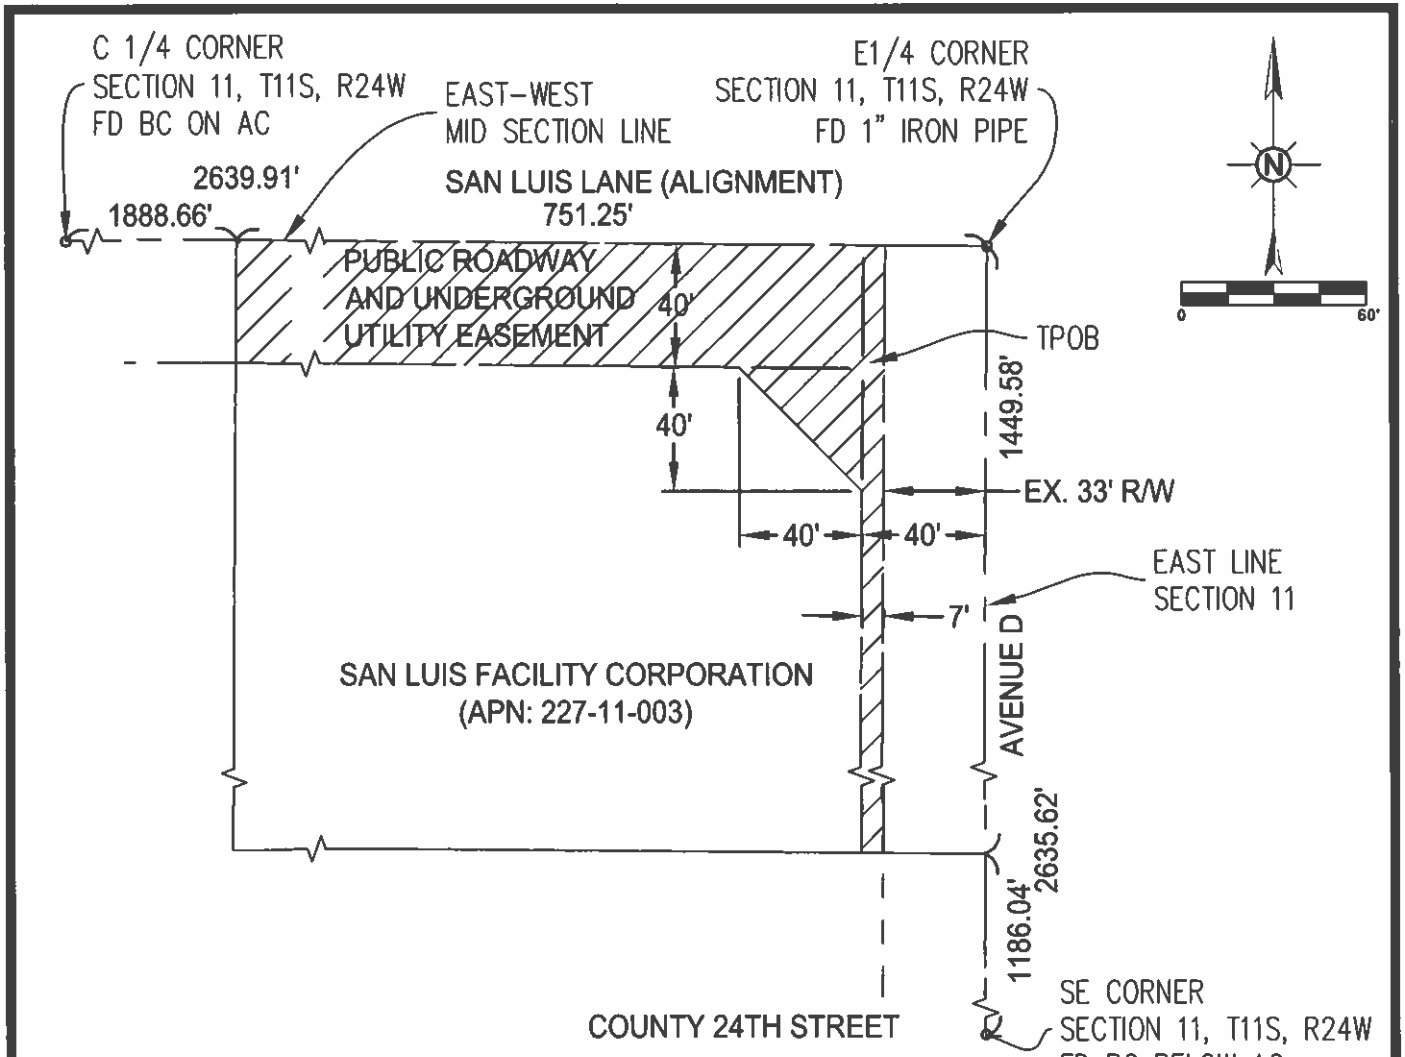 C 1/4 CORNER
SECTION 11, T11S, R24W
FD BC ON AC
EAST-WEST
MID SECTION LINE
E1/4 CORNER
SECTION 11, T11S, R24W
FD 1" IRON PIPE
N
0 60'
2639.91'
1888.66'
SAN LUIS LANE (ALIGNMENT)
751.25'
PUBLIC ROADWAY
AND UNDERGROUND
UTILITY EASEMENT
40'
TPOB
1449.58'
40'
EX. 33' R/W
40'
40'
EAST LINE
SECTION 11
7'
AVENUE D
SAN LUIS FACILITY CORPORATION
(APN: 227-11-003)
2635.62'
1186.04'
COUNTY 24TH STREET
SE CORNER
SECTION 11, T11S, R24W
FD BC BELOW AC